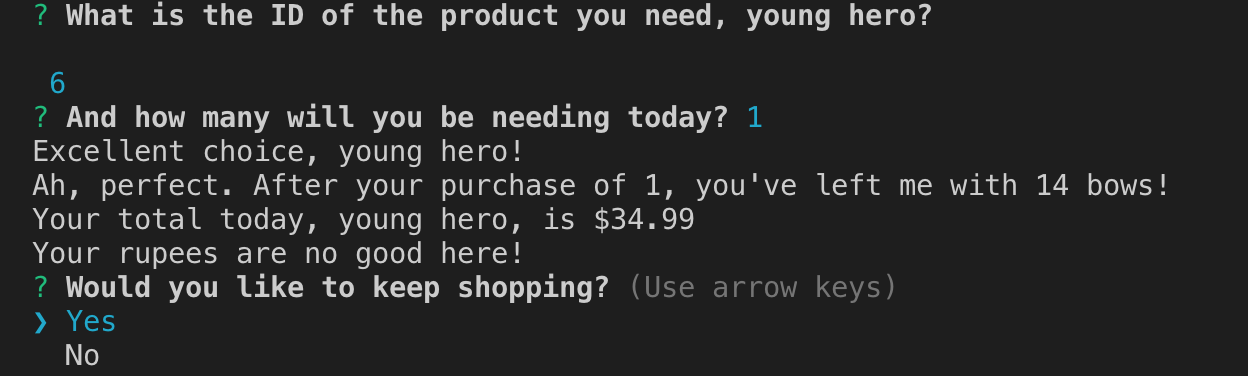 ? What is the ID of the product you need, young hero?
6
? And how many will you be needing today? 1
Excellent choice, young hero!
Ah, perfect. After your purchase of 1, you've left me with 14 bows!
Your total today, young hero, is $34.99
Your rupees are no good here!
? Would you like to keep shopping? (Use arrow keys)
❯ Yes
No